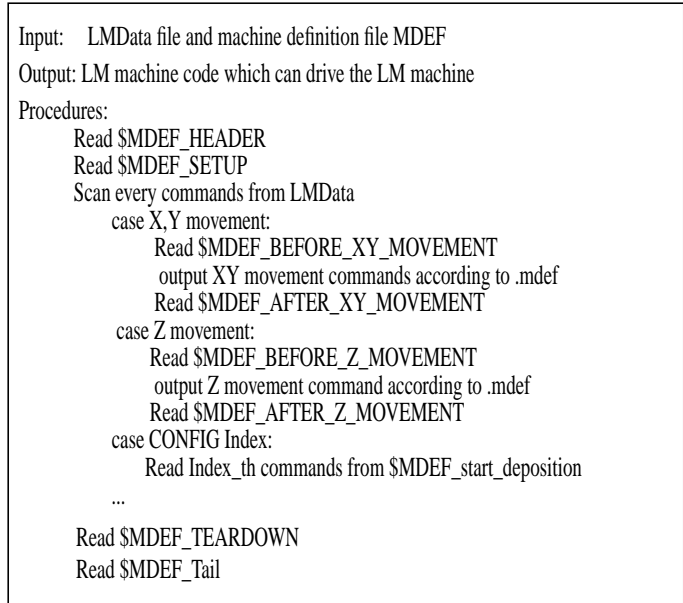 Input: LMData file and machine definition file MDEF
Output: LM machine code which can drive the LM machine
Procedures:
Read $MDEF_HEADER
Read $MDEF_SETUP
Scan every commands from LMData
case X,Y movement:
Read $MDEF_BEFORE_XY_MOVEMENT
output XY movement commands according to .mdef
Read $MDEF_AFTER_XY_MOVEMENT
case Z movement:
Read $MDEF_BEFORE_Z_MOVEMENT
output Z movement command according to .mdef
Read $MDEF_AFTER_Z_MOVEMENT
case CONFIG Index:
Read Index_th commands from $MDEF_start_deposition
...
Read $MDEF_TEARDOWN
Read $MDEF_Tail